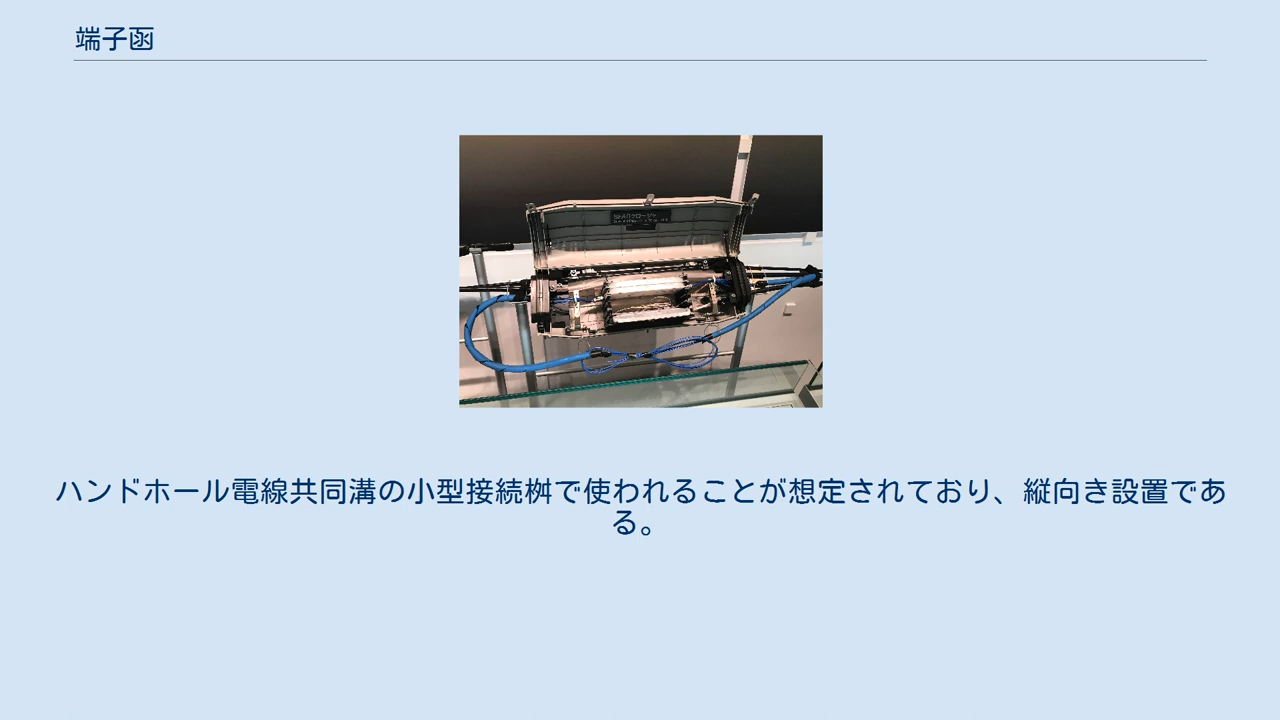 端子函
ハンドホール電線共同溝の小型接続桝で使われることが想定されており、縦向き設置であ
る。